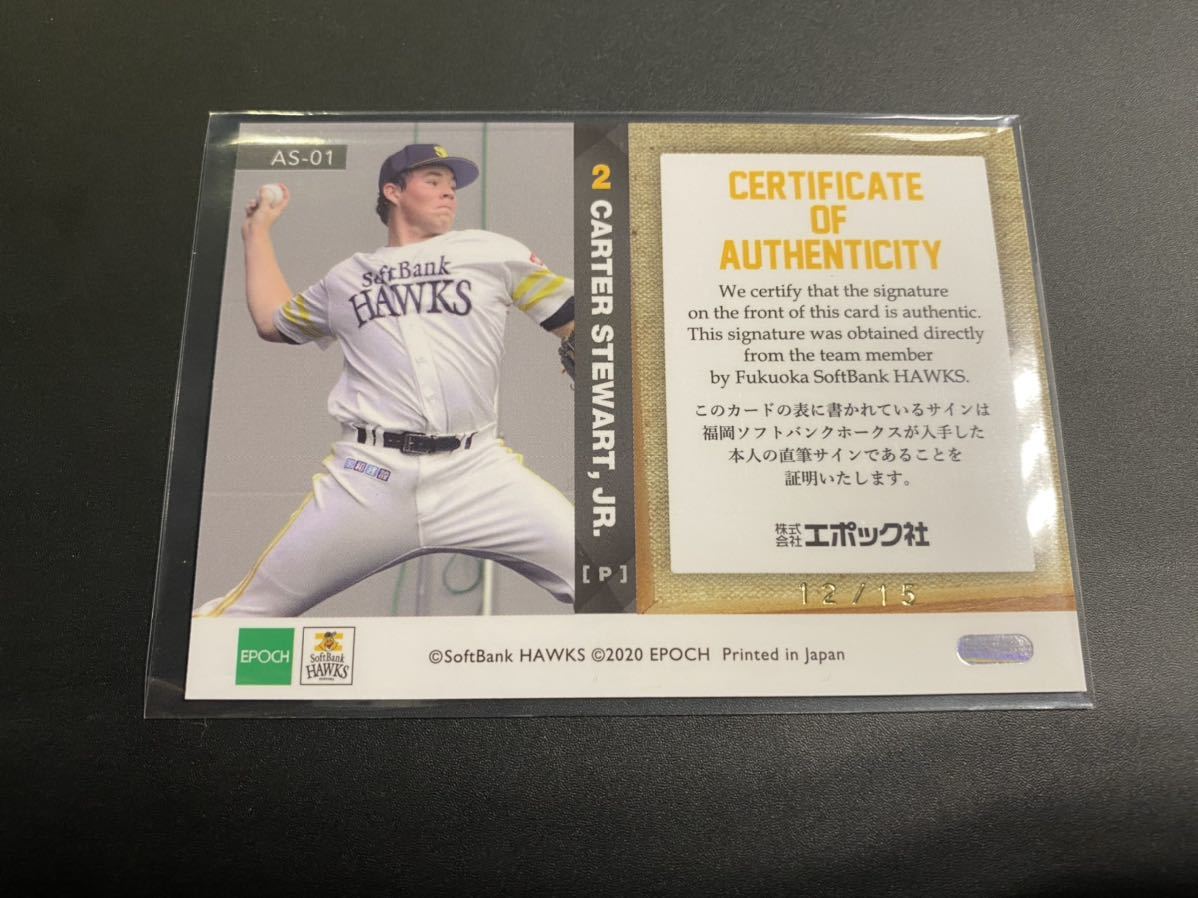 AS-01
SoftBank
HAWKS
2 CARTER STEWART, JR.
[ P ]
CERTIFICATE
OF
AUTHENTICITY
We certify that the signature
on the front of this card is authentic.
This signature was obtained directly
from the team member
by Fukuoka SoftBank HAWKS.
このカードの表に書かれているサインは
福岡ソフトバンクホークスが入手した
本人の直筆サインであることを
証明いたします。
株式会社エポック社
12/15
EPOCH
SoftBank
HAWKS
©SoftBank HAWKS ©2020 EPOCH Printed in Japan